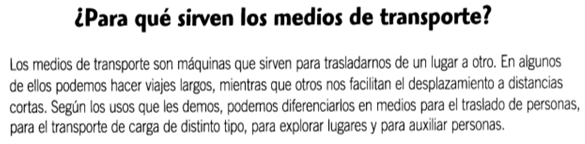 ¿Para qué sirven los medios de transporte?
Los medios de transporte son máquinas que sirven para trasladarnos de un lugar a otro. En algunos
de ellos podemos hacer viajes largos, mientras que otros nos facilitan el desplazamiento a distancias
cortas. Según los usos que les demos, podemos diferenciarlos en medios para el traslado de personas,
para el transporte de carga de distinto tipo, para explorar lugares y para auxiliar personas.